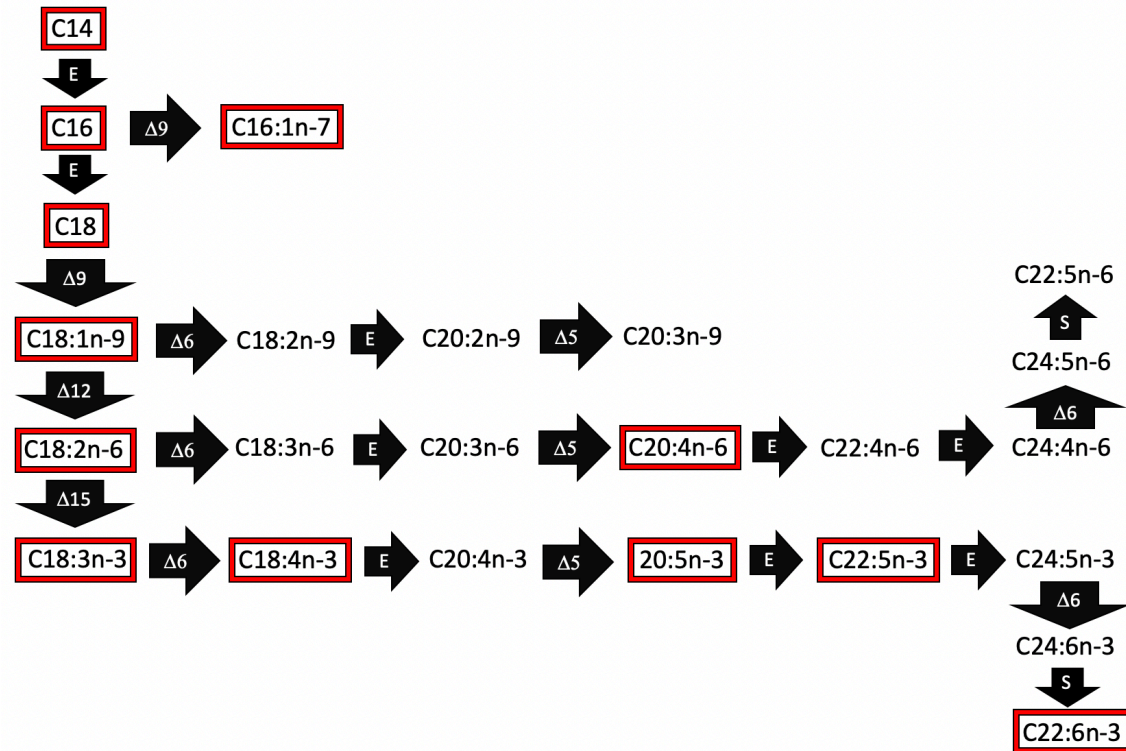 C14
E
C16 Δ9 C16:1n-7
E
C18
Δ9
C22:5n-6
S
C18:1n-9 Δ6 C18:2n-9 E C20:2n-9 Δ5 C20:3n-9
C24:5n-6
Δ12
Δ6
C18:2n-6 Δ6 C18:3n-6 E C20:3n-6 Δ5 C20:4n-6 E C22:4n-6 E C24:4n-6
Δ15
C18:3n-3 Δ6 C18:4n-3 E C20:4n-3 Δ5 20:5n-3 E C22:5n-3 E C24:5n-3
Δ6
C24:6n-3
S
C22:6n-3